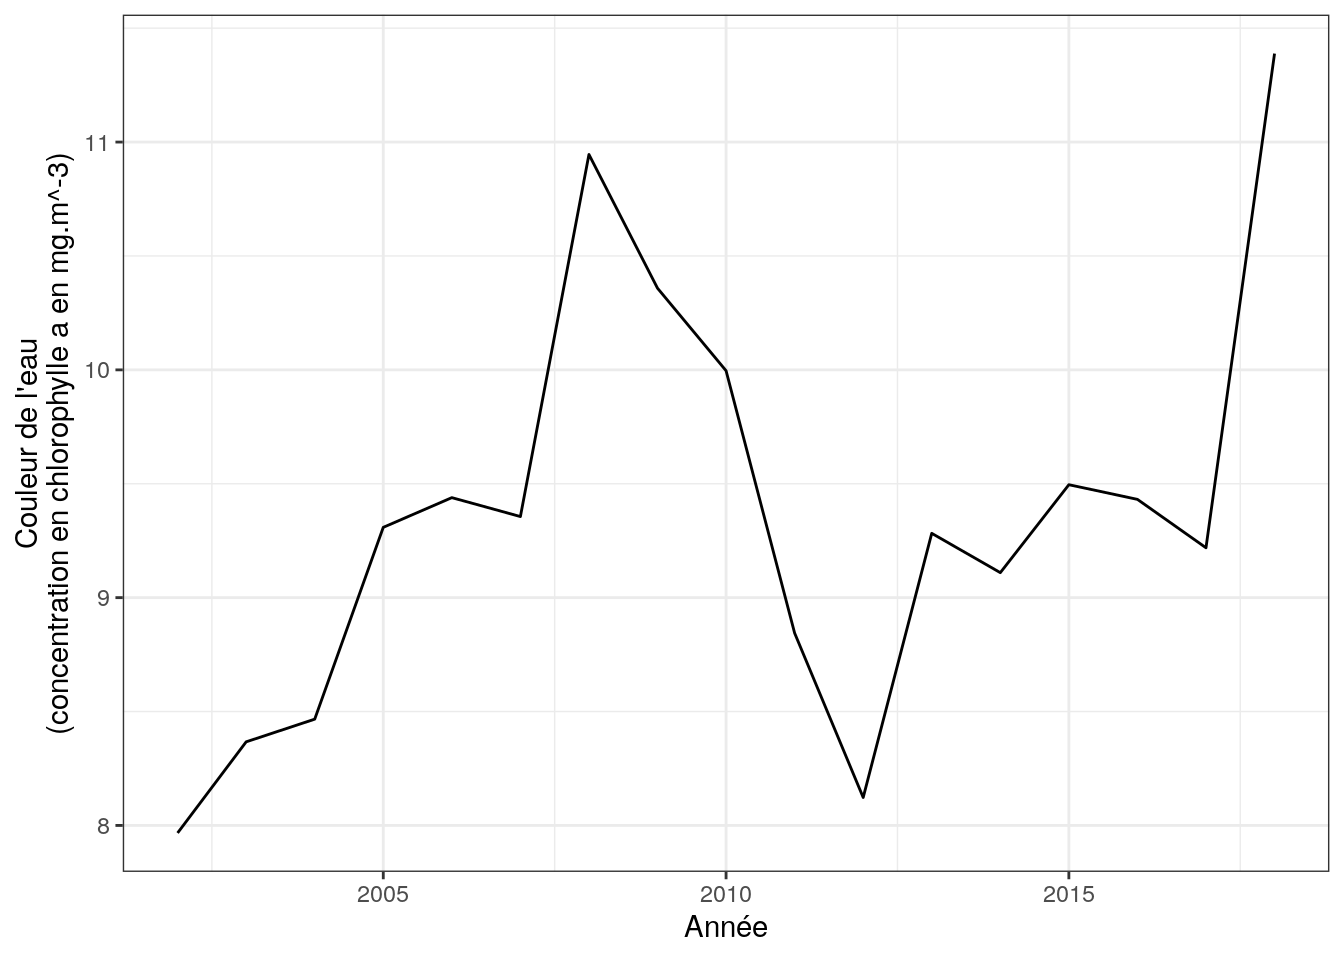 Couleur de l'eau
(concentration en chlorophylle a en mg.m^-3)
11
10
9
8
2005
2010
2015
Année